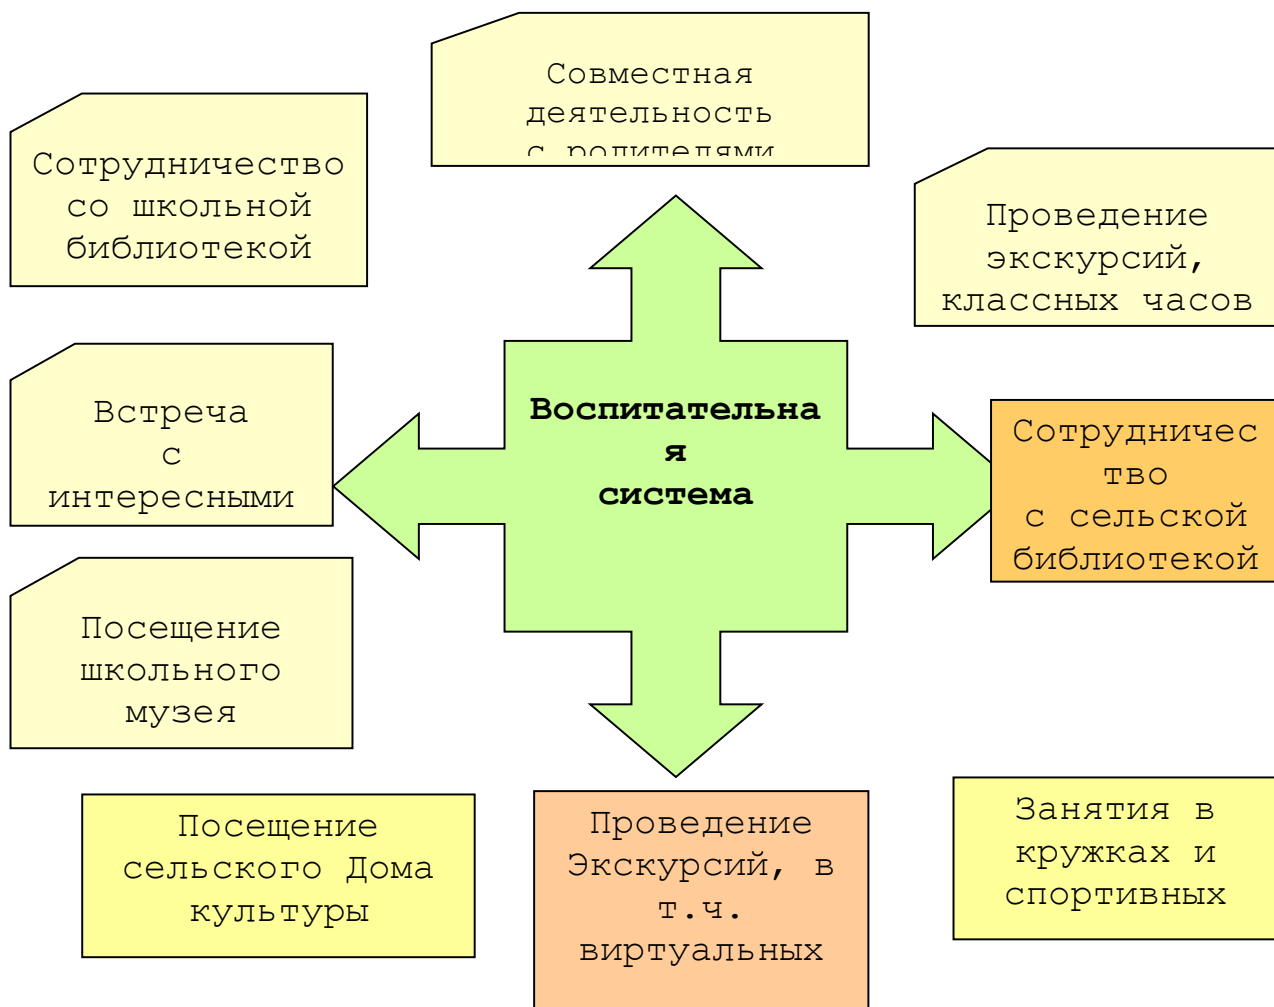 Совместная
деятельность
с родителями
Сотрудничество
со школьной
библиотекой
Проведение
экскурсий,
классных часов
Встреча
с
интересными
Воспитательна
я
система
Сотрудничес
тво
с сельской
библиотекой
Посещение
школьного
музея
Посещение
сельского Дома
культуры
Проведение
Экскурсий, в
т.ч.
виртуальных
Занятия в
кружках и
спортивных